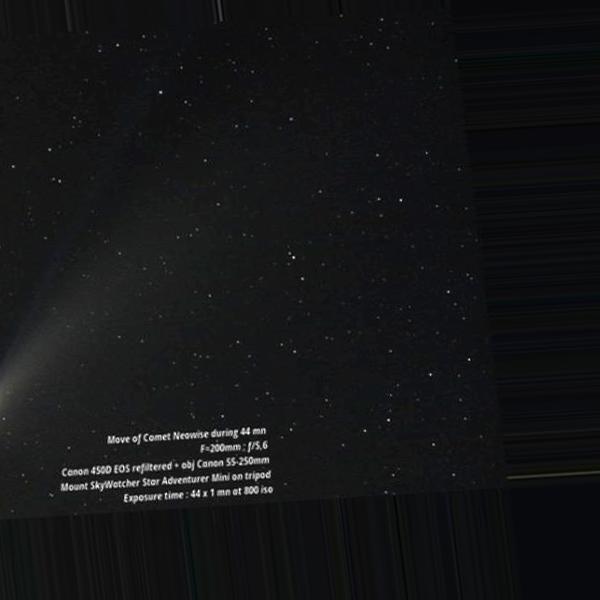 Move of Comet Neowise during 44 mn
F=200mm : f/5,6
Canon 450D EOS refiltered + obj Canon 55-250mm
Mount SkyWatcher Star Adventurer Mini on tripod
Exposure time : 44 x 1 mn at 800 iso